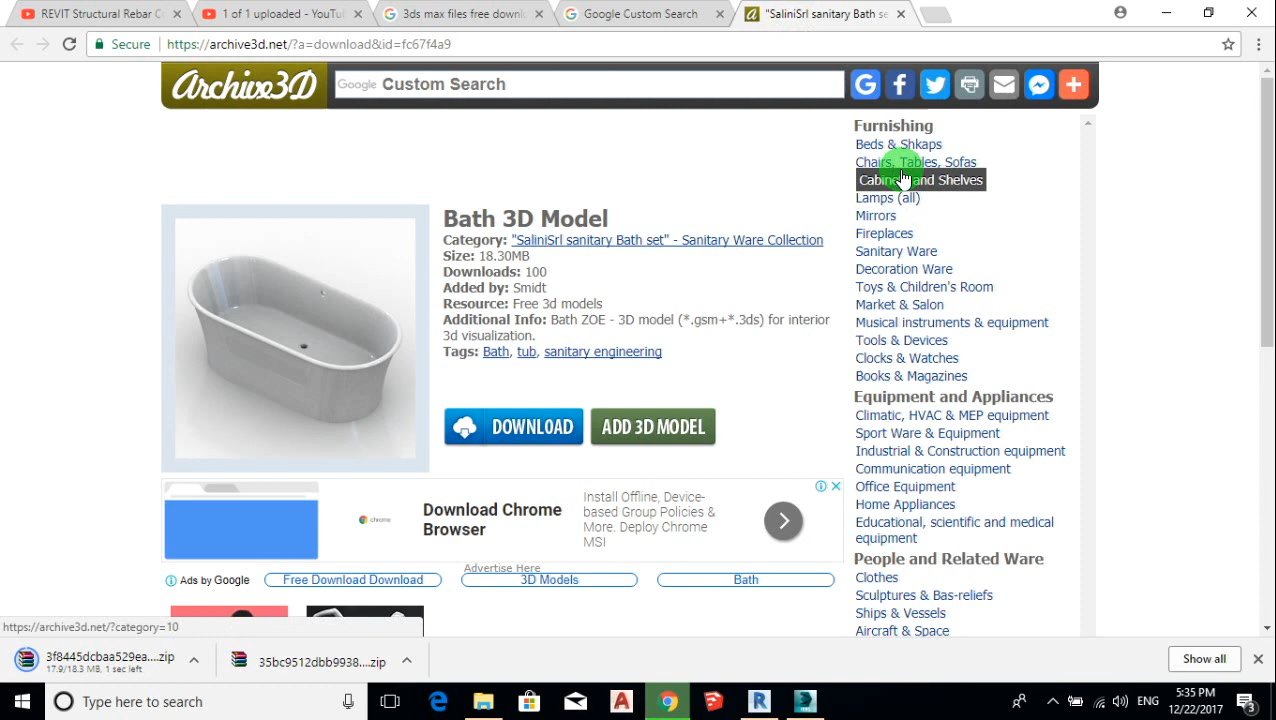 REVIT Structural Rebar Co
1 of 1 uploaded - YouTu
3ds max files free downl
Google Custom Search
"SaliniSrl sanitary Bath se
Secure
https://archive3d.net/?a=download&id=fc67f4a9
Archive3D
Google Custom Search
Furnishing
Beds & Shkaps
Chairs, Tables, Sofas
and Shelves
Lamps (all)
Mirrors
Fireplaces
Sanitary Ware
Decoration Ware
Toys & Children's Room
Market & Salon
Musical instruments & equipment
Tools & Devices
Clocks & Watches
Books & Magazines
Equipment and Appliances
Climatic, HVAC & MEP equipment
Sport Ware & Equipment
Industrial & Construction equipment
Communication equipment
Office Equipment
Home Appliances
Educational, scientific and medical
equipment
People and Related Ware
Clothes
Sculptures & Bas-reliefs
Ships & Vessels
Aircraft & Space
Bath 3D Model
Category: "SaliniSrl sanitary Bath set" - Sanitary Ware Collection
Size: 18.30MB
Downloads: 100
Added by: Smidt
Resource: Free 3d models
Additional Info: Bath ZOE - 3D model (*.gsm+*.3ds) for interior
3d visualization.
Tags: Bath, tub, sanitary engineering
DOWNLOAD
ADD 3D MODEL
chrome
Download Chrome
Browser
Install Offline, Device-
based Group Policies &
More. Deploy Chrome
MSI
Advertise Here
Ads by Google
Free Download Download
3D Models
Bath
https://archive3d.net/?category=10
3f8445dcbaa529ea....zip
17.9/18.3 MB, 1 sec left
35bc9512dbb9938....zip
Show all
Type here to search
ENG
5:35 PM
12/22/2017
3